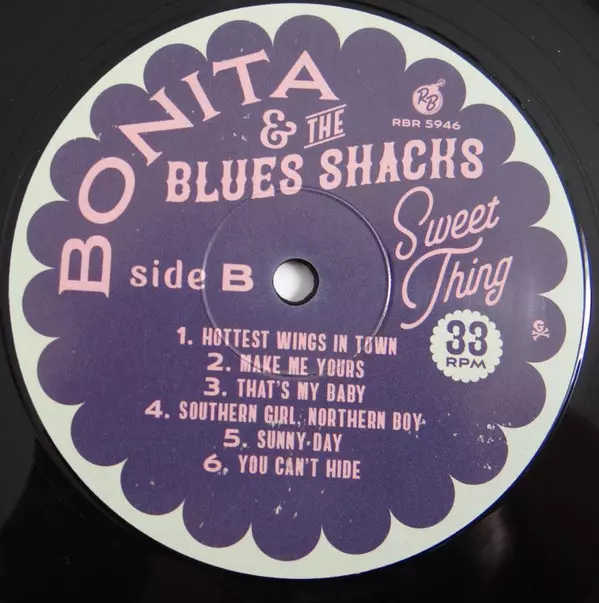 BONITA
& THE
BLUES SHACKS
RB
RBR 5946
Sweet
Thing
side B
33
RPM
G
1. HOTTEST WINGS IN TOWN
2. MAKE ME YOURS
3. THAT'S MY BABY
4. SOUTHERN GIRL, NORTHERN BOY
5. SUNNY DAY
6. YOU CAN'T HIDE